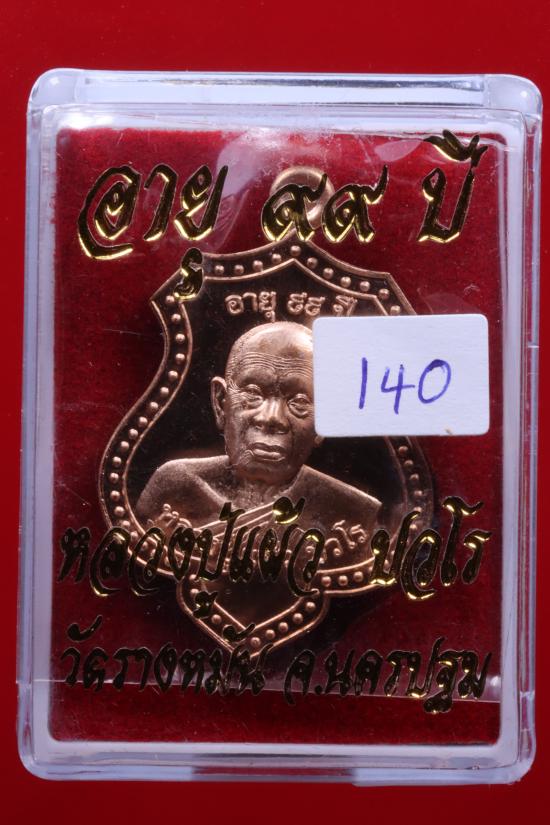 อายุ ๙๙ ปี
อายุ ๙๙ ปี
140
หลวงปู่แผ้ว ปวโร
วัดรางหมัน จ.นครปฐม